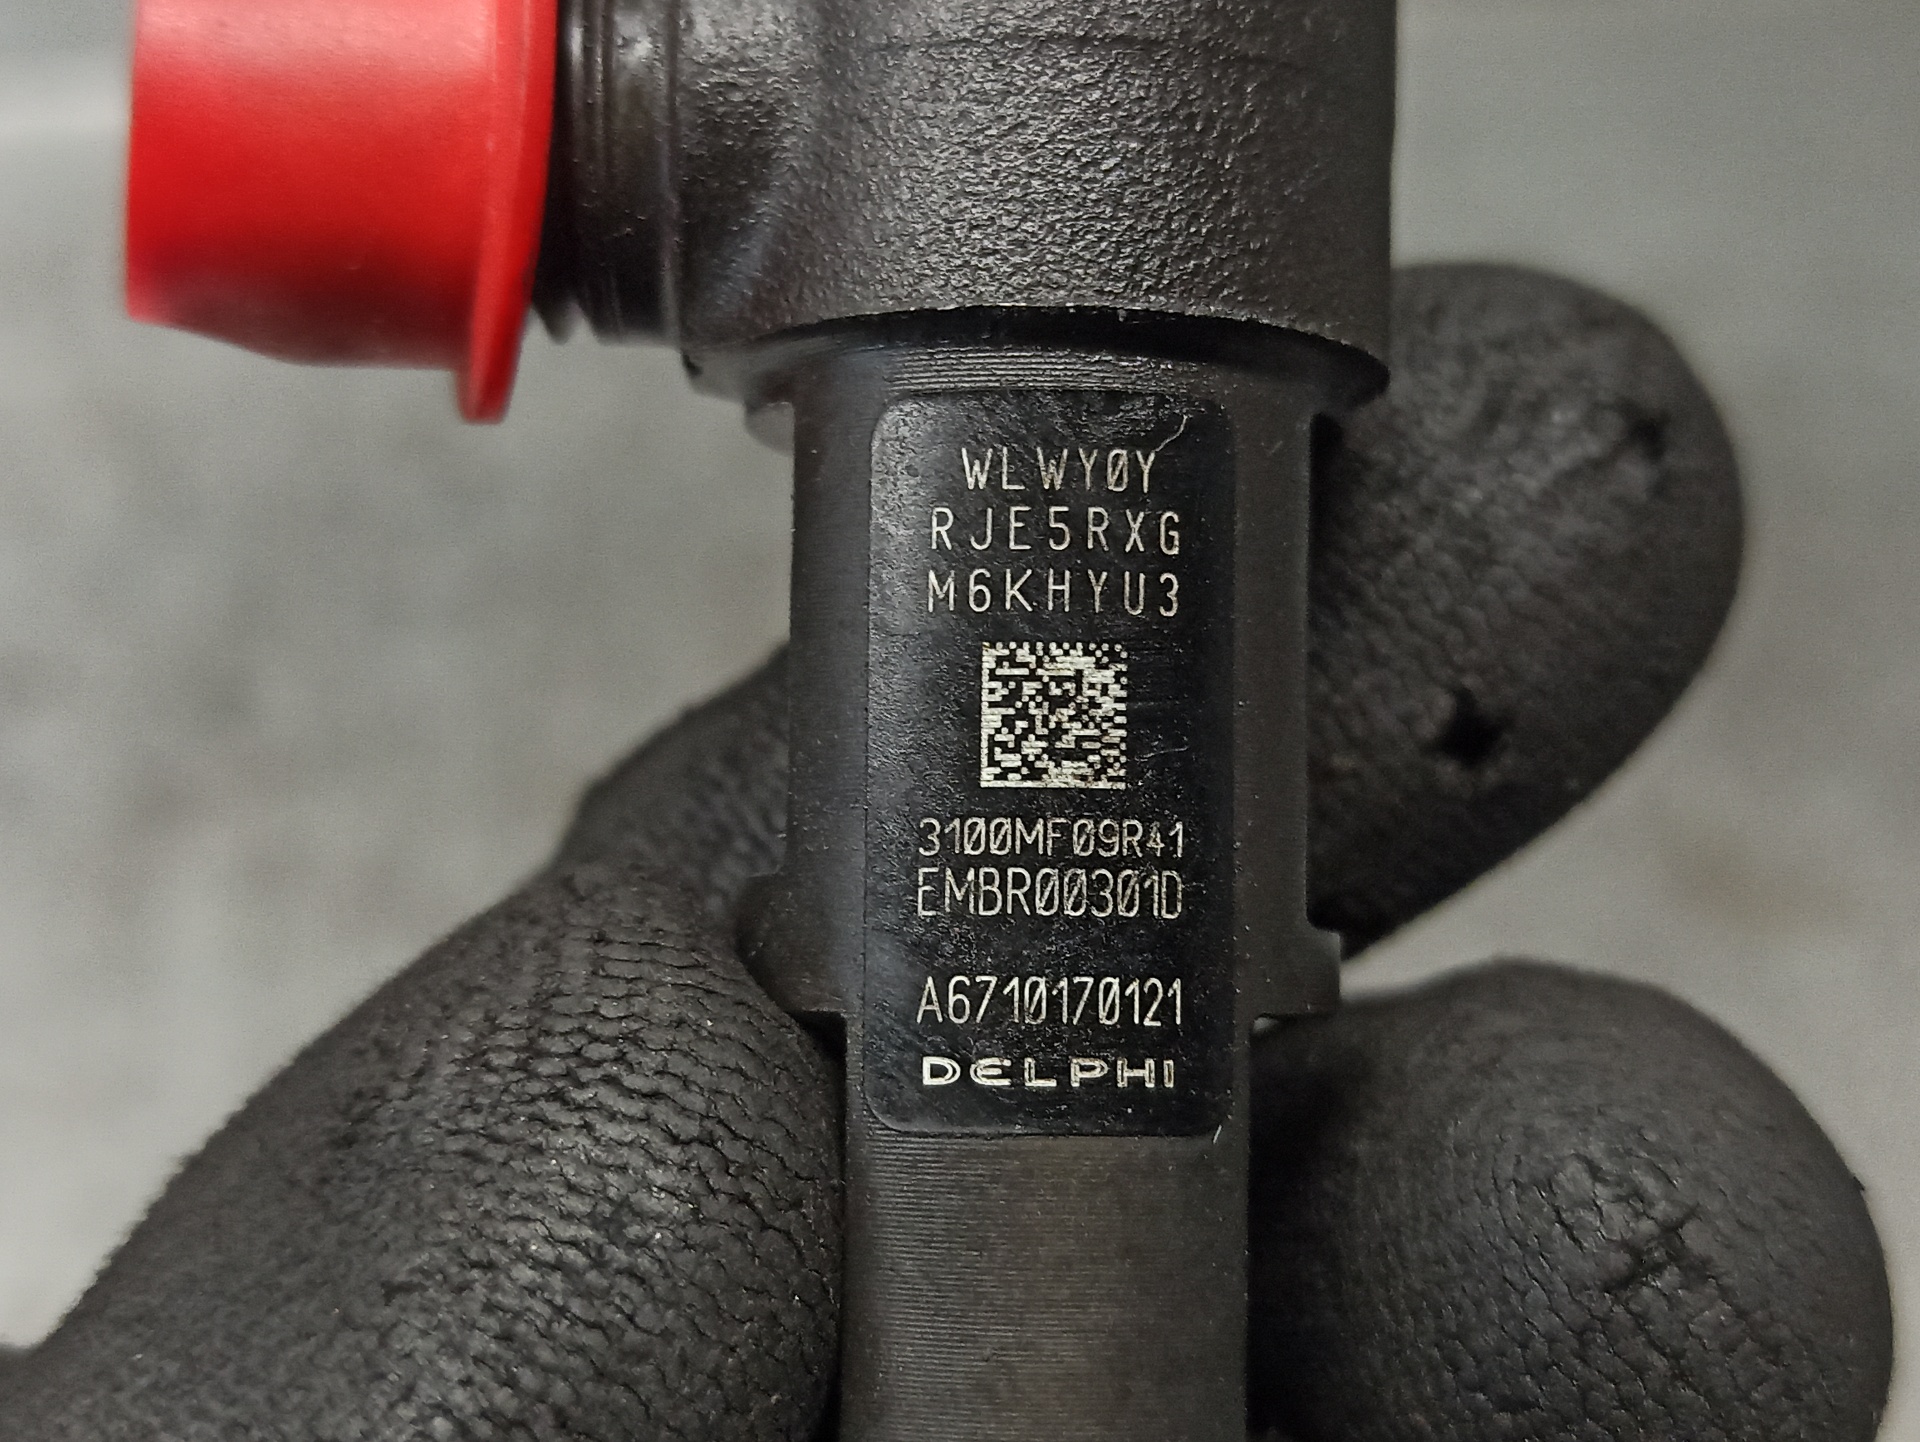 WLWY0Y
RJE5RXG
M6KHYU3
3100MF09R41
EMBR00301D
A6710170121
DELPHI